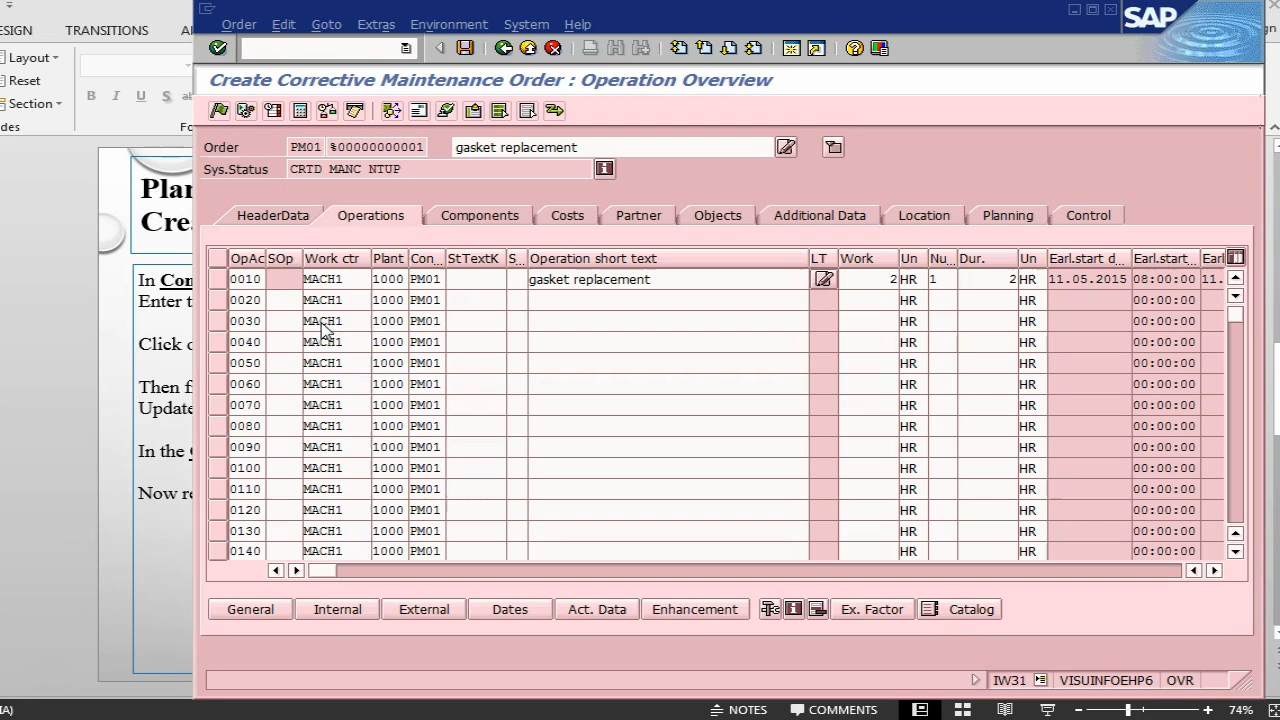 Order Edit Goto Extras Environment System Help
SAP
Create Corrective Maintenance Order : Operation Overview
ESIGN TRANSITIONS
Layout
Reset
Section
B I U S
des
Order PM01 %00000000001 gasket replacement
Sys.Status CRTD MANC NTUP
HeaderData Operations Components Costs Partner Objects Additional Data Location Planning Control
OpAc SOp Work ctr Plant Con... StTextK S... Operation short text LT Work Un Nu... Dur. Un Earl.start d... Earl.start... Earl
0010 MACH1 1000 PM01 gasket replacement 2 HR 1 2 HR 11.05.2015 08:00:00 11.
0020 MACH1 1000 PM01 HR HR 00:00:00
0030 MACH1 1000 PM01 HR HR 00:00:00
0040 MACH1 1000 PM01 HR HR 00:00:00
0050 MACH1 1000 PM01 HR HR 00:00:00
0060 MACH1 1000 PM01 HR HR 00:00:00
0070 MACH1 1000 PM01 HR HR 00:00:00
0080 MACH1 1000 PM01 HR HR 00:00:00
0090 MACH1 1000 PM01 HR HR 00:00:00
0100 MACH1 1000 PM01 HR HR 00:00:00
0110 MACH1 1000 PM01 HR HR 00:00:00
0120 MACH1 1000 PM01 HR HR 00:00:00
0130 MACH1 1000 PM01 HR HR 00:00:00
0140 MACH1 1000 PM01 HR HR 00:00:00
General Internal External Dates Act. Data Enhancement Ex. Factor Catalog
IW31 VISUINFOEHP6 OVR
Plan
Crea
In Con
Enter t
Click o
Then f
Update
In the
Now re
IA) NOTES COMMENTS 74%